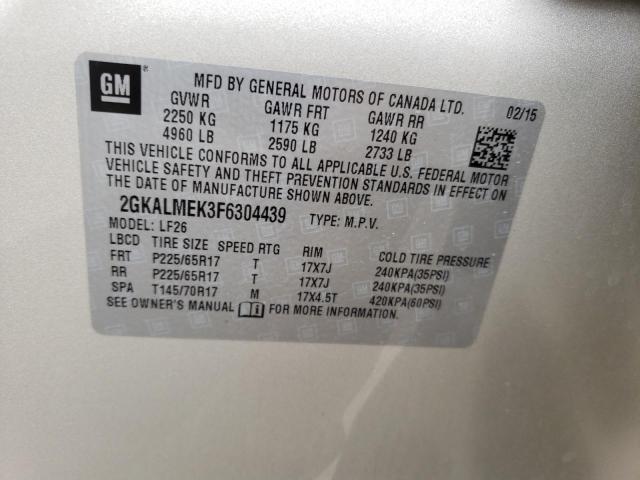 GM ®
MFD BY GENERAL MOTORS OF CANADA LTD.
02/15
GVWR GAWR FRT GAWR RR
2250 KG 1175 KG 1240 KG
4960 LB 2590 LB 2733 LB
THIS VEHICLE CONFORMS TO ALL APPLICABLE U.S. FEDERAL MOTOR
VEHICLE SAFETY AND THEFT PREVENTION STANDARDS IN EFFECT ON
THE DATE OF MANUFACTURE SHOWN ABOVE.
2GKALMEK3F6304439 TYPE: M.P.V.
MODEL: LF26
LBCD TIRE SIZE SPEED RTG RIM COLD TIRE PRESSURE
FRT P225/65R17 T 17X7J 240KPA(35PSI)
RR P225/65R17 T 17X7J 240KPA(35PSI)
SPA T145/70R17 M 17X4.5T 420KPA(60PSI)
SEE OWNER'S MANUAL FOR MORE INFORMATION.